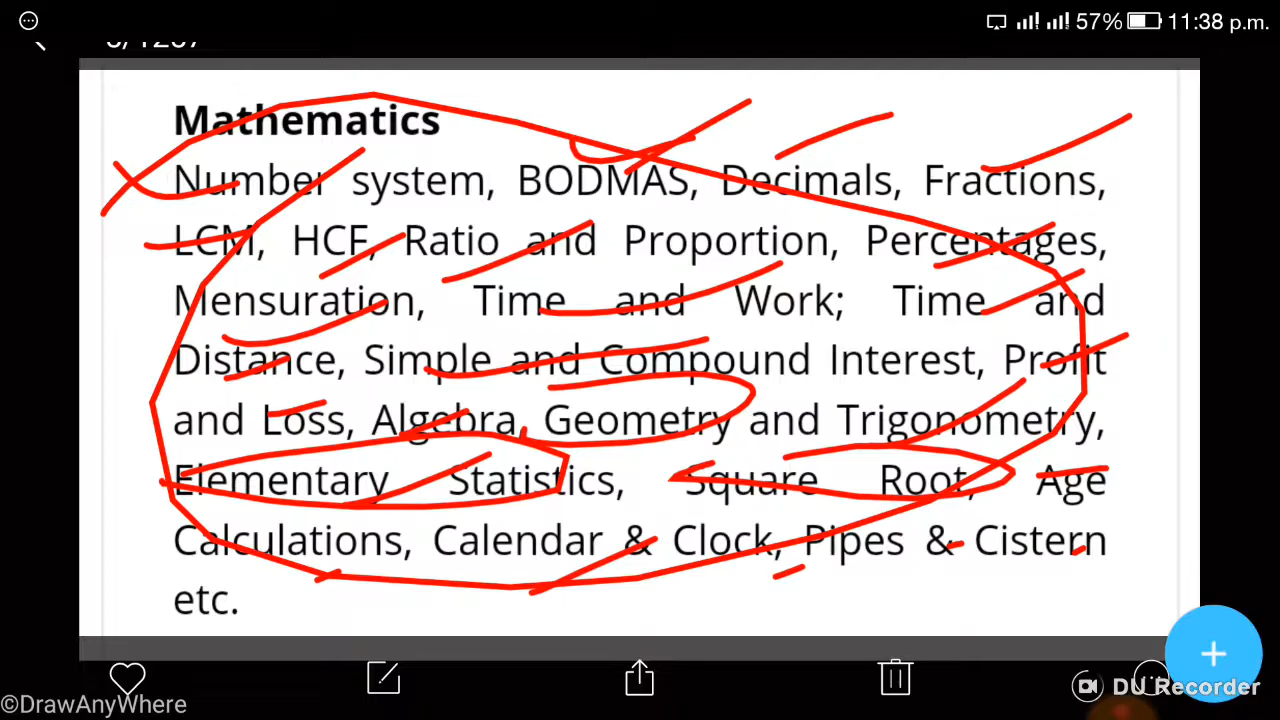 57% 11:38 p.m.
Mathematics
Number system, BODMAS, Decimals, Fractions,
LCM, HCF, Ratio and Proportion, Percentages,
Mensuration, Time and Work; Time and
Distance, Simple and Compound Interest, Profit
and Loss, Algebra, Geometry and Trigonometry,
Elementary Statistics, Square Root, Age
Calculations, Calendar & Clock, Pipes & Cistern
etc.
DU Recorder
©DrawAnyWhere